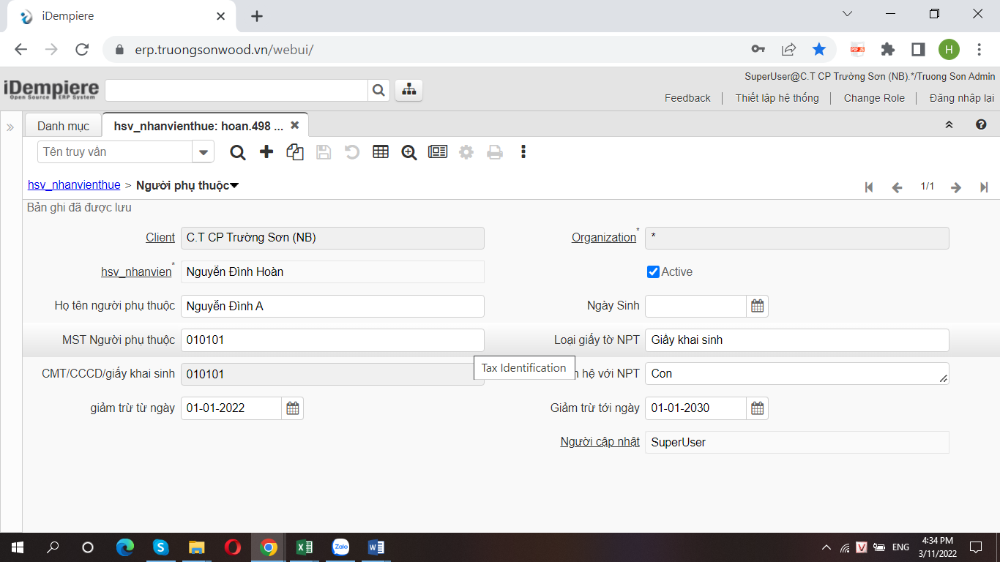 iDempiere
erp.truongsonwood.vn/webui/
H
iDempiere
Open Source ERP System
SuperUser@C.T CP Trường Sơn (NB).*/Truong Son Admin
Feedback Thiết lập hệ thống Change Role Đăng nhập lại
Danh mục hsv_nhanvienthue: hoan.498 ...
Tên truy vấn
hsv_nhanvienthue > Người phụ thuộc 1/1
Bản ghi đã được lưu
Client C.T CP Trường Sơn (NB) Organization* *
hsv_nhanvien* Nguyễn Đình Hoàn Active
Họ tên người phụ thuộc Nguyễn Đình A Ngày Sinh
MST Người phụ thuộc 010101 Loại giấy tờ NPT Giấy khai sinh
CMT/CCCD/giấy khai sinh 010101 Tax Identification hệ với NPT Con
giảm trừ từ ngày 01-01-2022 Giảm trừ tới ngày 01-01-2030
Người cập nhật SuperUser
ENG 4:34 PM
3/11/2022